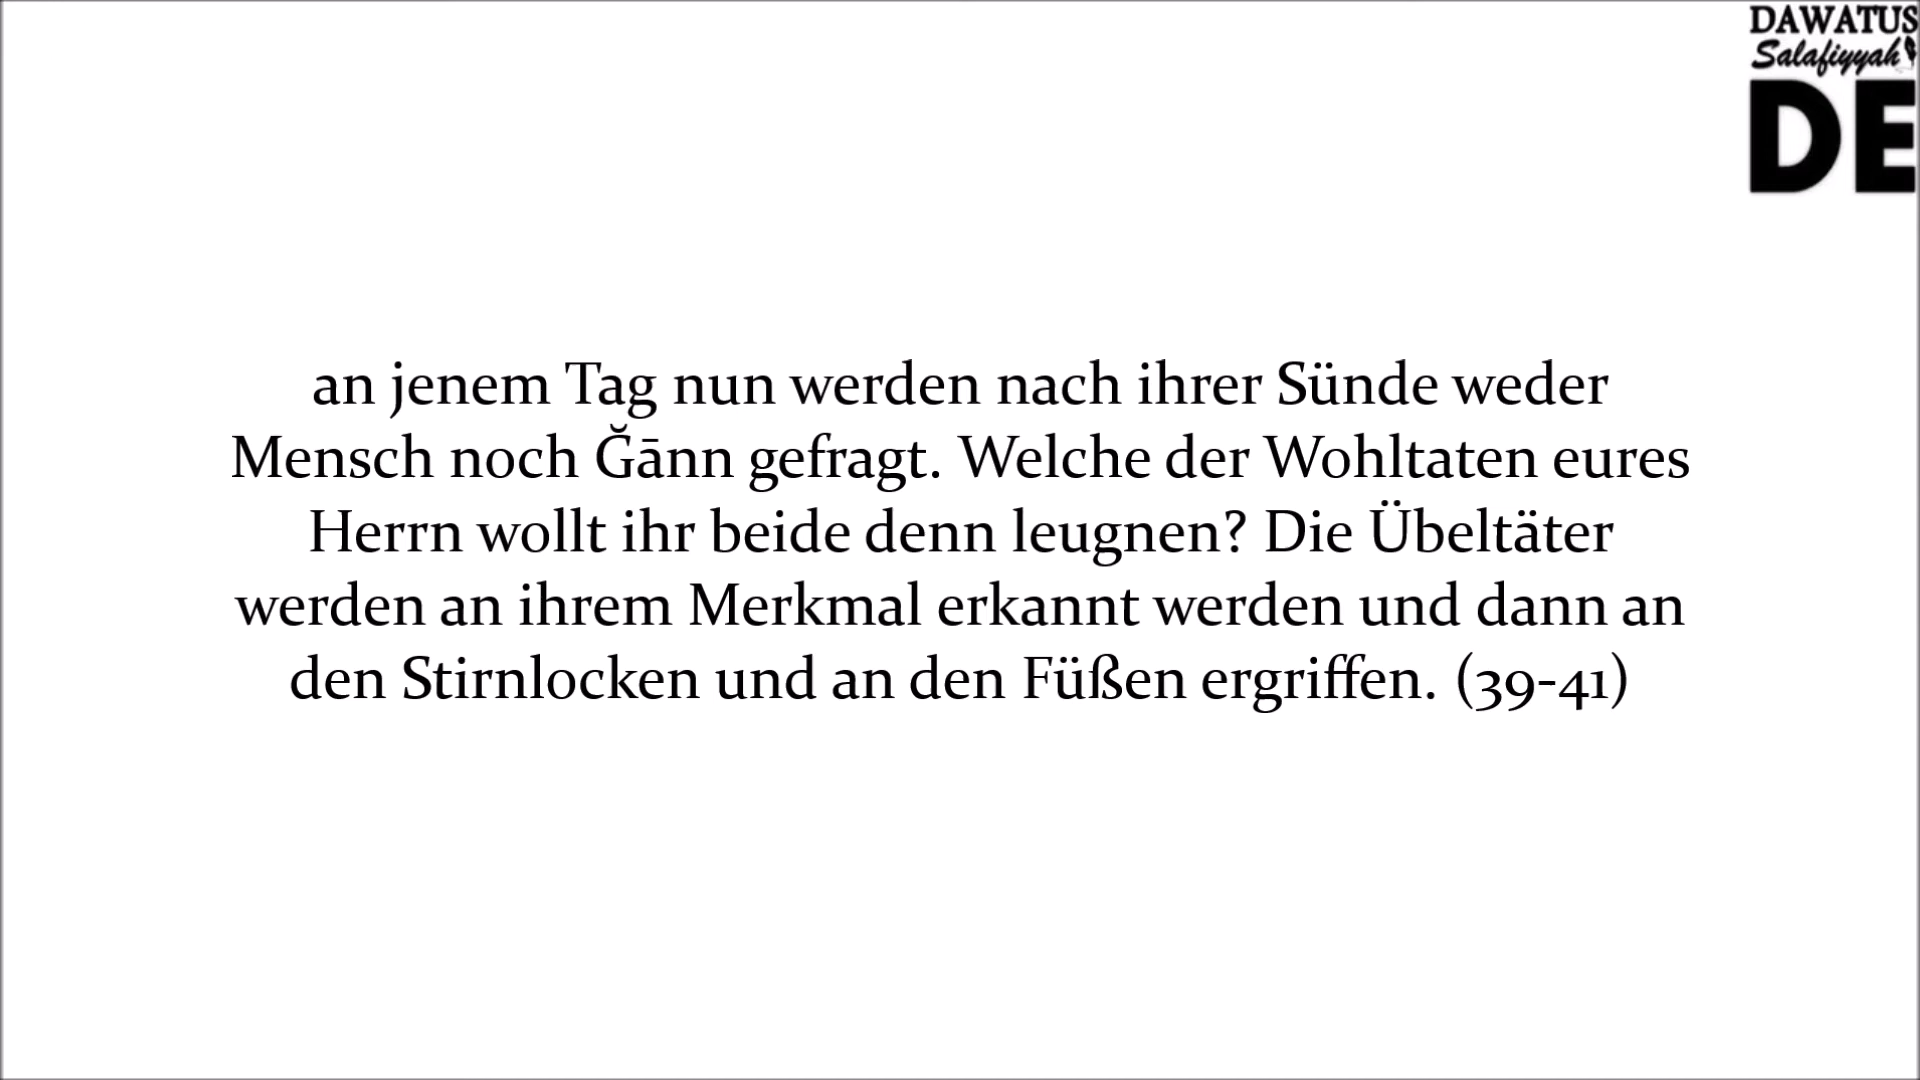 DAWATUS
Salafiyyah
DE
an jenem Tag nun werden nach ihrer Sünde weder
Mensch noch Ğānn gefragt. Welche der Wohltaten eures
Herrn wollt ihr beide denn leugnen? Die Übeltäter
werden an ihrem Merkmal erkannt werden und dann an
den Stirnlocken und an den Füßen ergriffen. (39-41)